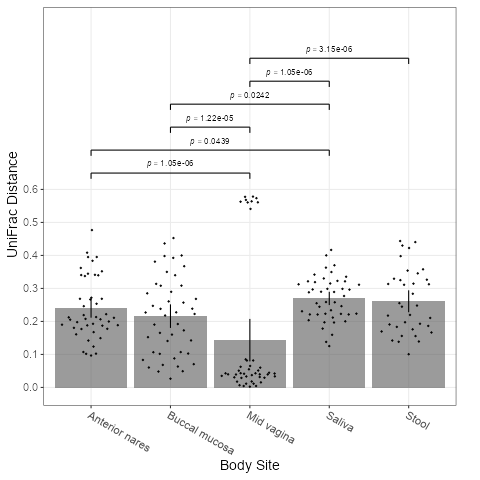 p = 3.15e-06
p = 1.05e-06
p = 0.0242
p = 1.22e-05
p = 0.0439
p = 1.05e-06
UniFrac Distance
0.6
0.5
0.4
0.3
0.2
0.1
0.0
Anterior nares
Buccal mucosa
Mid vagina
Saliva
Stool
Body Site